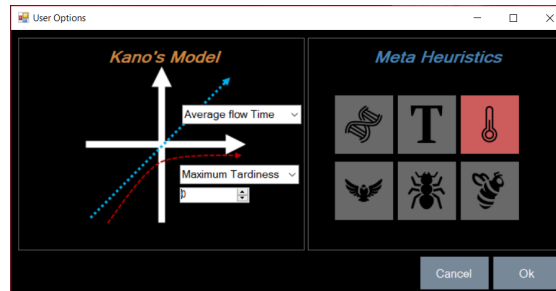 User Options
Kano's Model
Average flow Time
Maximum Tardiness
0
Meta Heuristics
T
Cancel
Ok